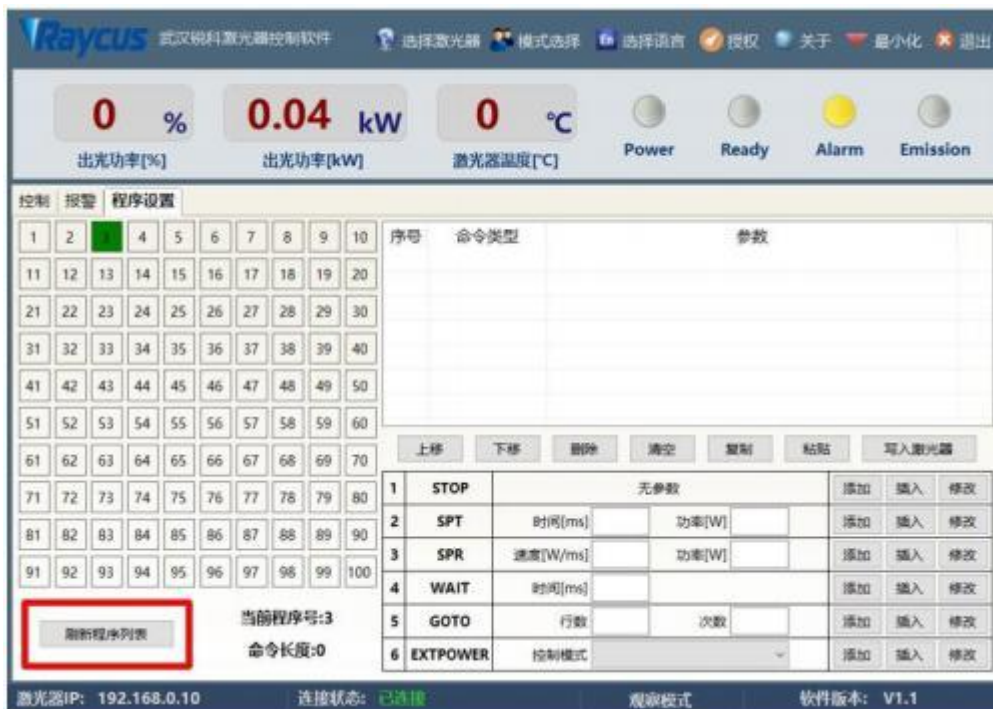 Raycus 武汉锐科激光器控制软件 选择激光器 模式选择 En 选择语言 授权 关于 最小化 退出
0 % 0.04 kW 0 ℃
出光功率[%] 出光功率[kW] 激光器温度[℃] Power Ready Alarm Emission
控制 报警 程序设置
1 2 3 4 5 6 7 8 9 10 序号 命令类型 参数
11 12 13 14 15 16 17 18 19 20
21 22 23 24 25 26 27 28 29 30
31 32 33 34 35 36 37 38 39 40
41 42 43 44 45 46 47 48 49 50
51 52 53 54 55 56 57 58 59 60
上移 下移 删除 清空 复制 粘贴 写入激光器
61 62 63 64 65 66 67 68 69 70
71 72 73 74 75 76 77 78 79 80
81 82 83 84 85 86 87 88 89 90
91 92 93 94 95 96 97 98 99 100
1 STOP 无参数 添加 插入 修改
2 SPT 时间[ms] 功率[W] 添加 插入 修改
3 SPR 速度[W/ms] 功率[W] 添加 插入 修改
4 WAIT 时间[ms] 添加 插入 修改
5 GOTO 行数 次数 添加 插入 修改
6 EXTPOWER 控制模式 添加 插入 修改
刷新程序列表
当前程序号:3
命令长度:0
激光器IP: 192.168.0.10 连接状态: 已连接 观察模式 软件版本: V1.1